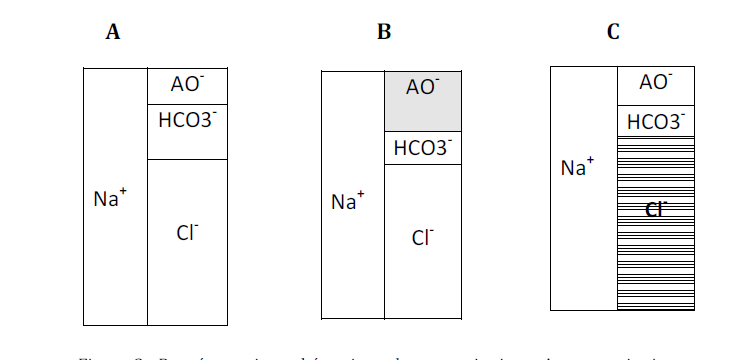 A B C
AO⁻ AO⁻ AO⁻
HCO3⁻ HCO3⁻ HCO3⁻
Na⁺ Na⁺ Na⁺
Cl⁻ Cl⁻ Cl⁻